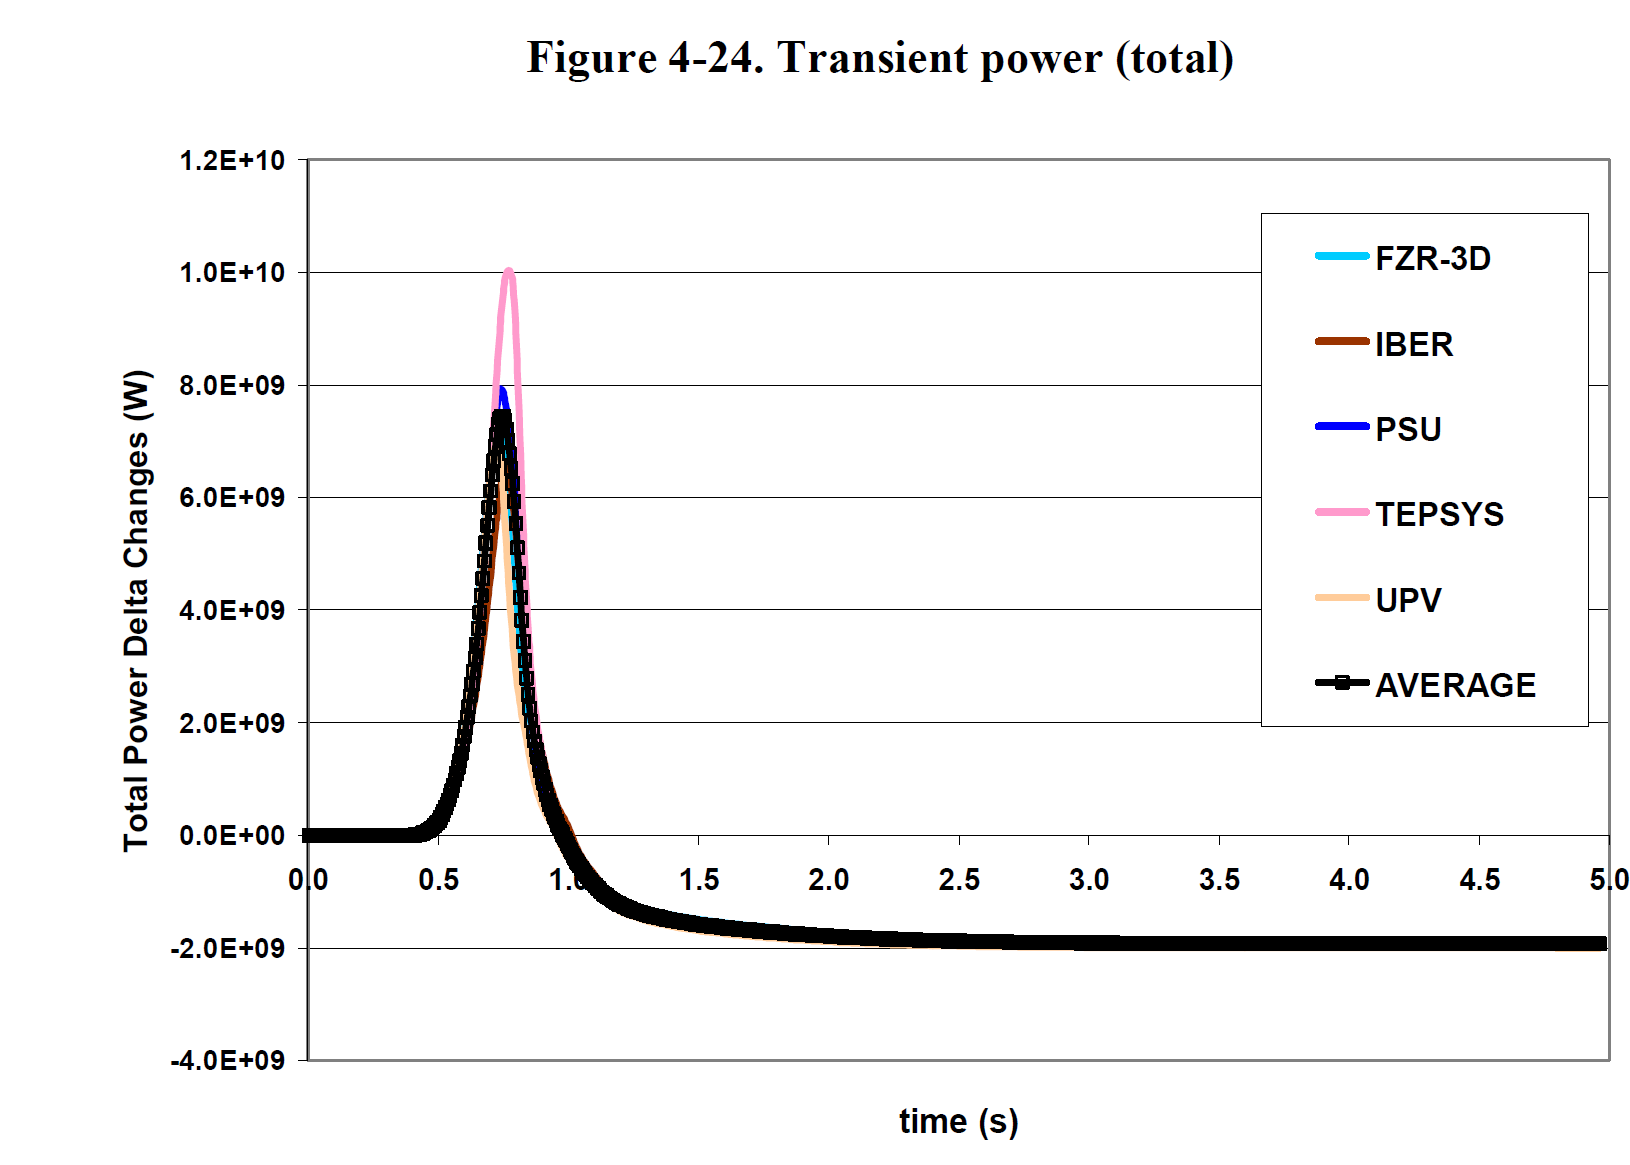 Figure 4-24. Transient power (total)
1.2E+10
1.0E+10
8.0E+09
6.0E+09
4.0E+09
2.0E+09
0.0E+00
-2.0E+09
-4.0E+09
Total Power Delta Changes (W)
0.0 0.5 1.0 1.5 2.0 2.5 3.0 3.5 4.0 4.5 5.0
time (s)
FZR-3D
IBER
PSU
TEPSYS
UPV
AVERAGE